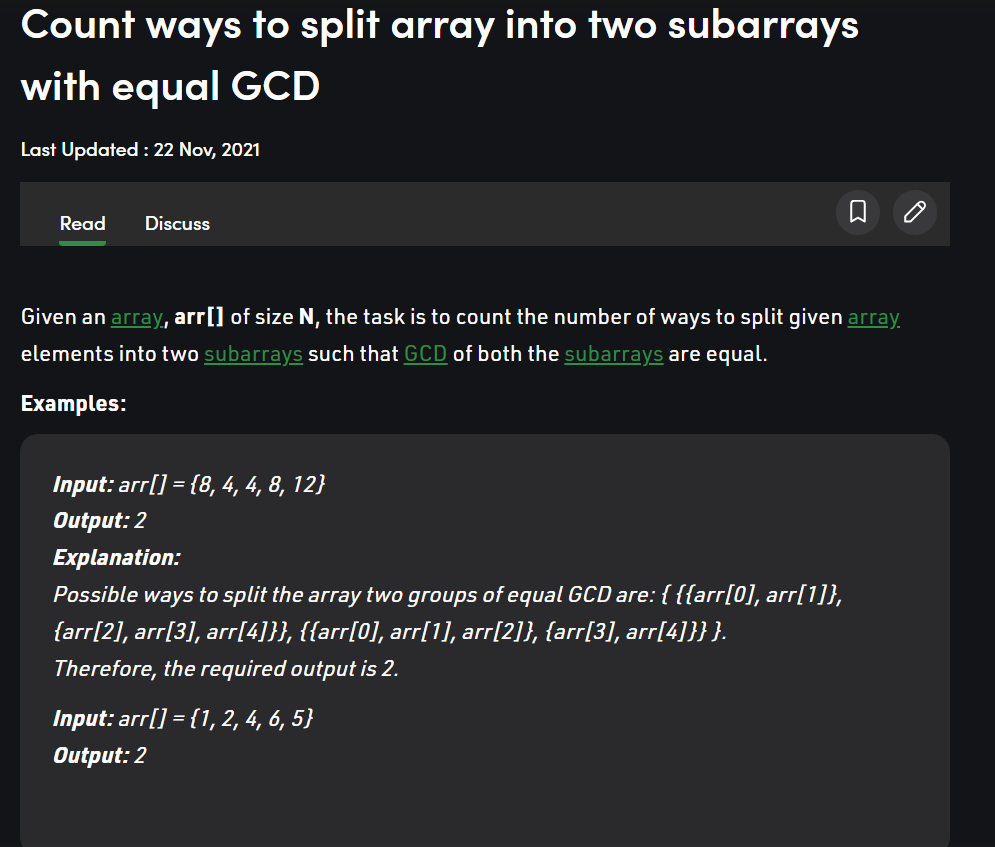 Count ways to split array into two subarrays
with equal GCD
Last Updated : 22 Nov, 2021
Read Discuss
Given an array, arr[] of size N, the task is to count the number of ways to split given array
elements into two subarrays such that GCD of both the subarrays are equal.
Examples:
Input: arr[] = {8, 4, 4, 8, 12}
Output: 2
Explanation:
Possible ways to split the array two groups of equal GCD are: { {{arr[0], arr[1]},
{arr[2], arr[3], arr[4]}}, {{arr[0], arr[1], arr[2]}, {arr[3], arr[4]}} }.
Therefore, the required output is 2.
Input: arr[] = {1, 2, 4, 6, 5}
Output: 2